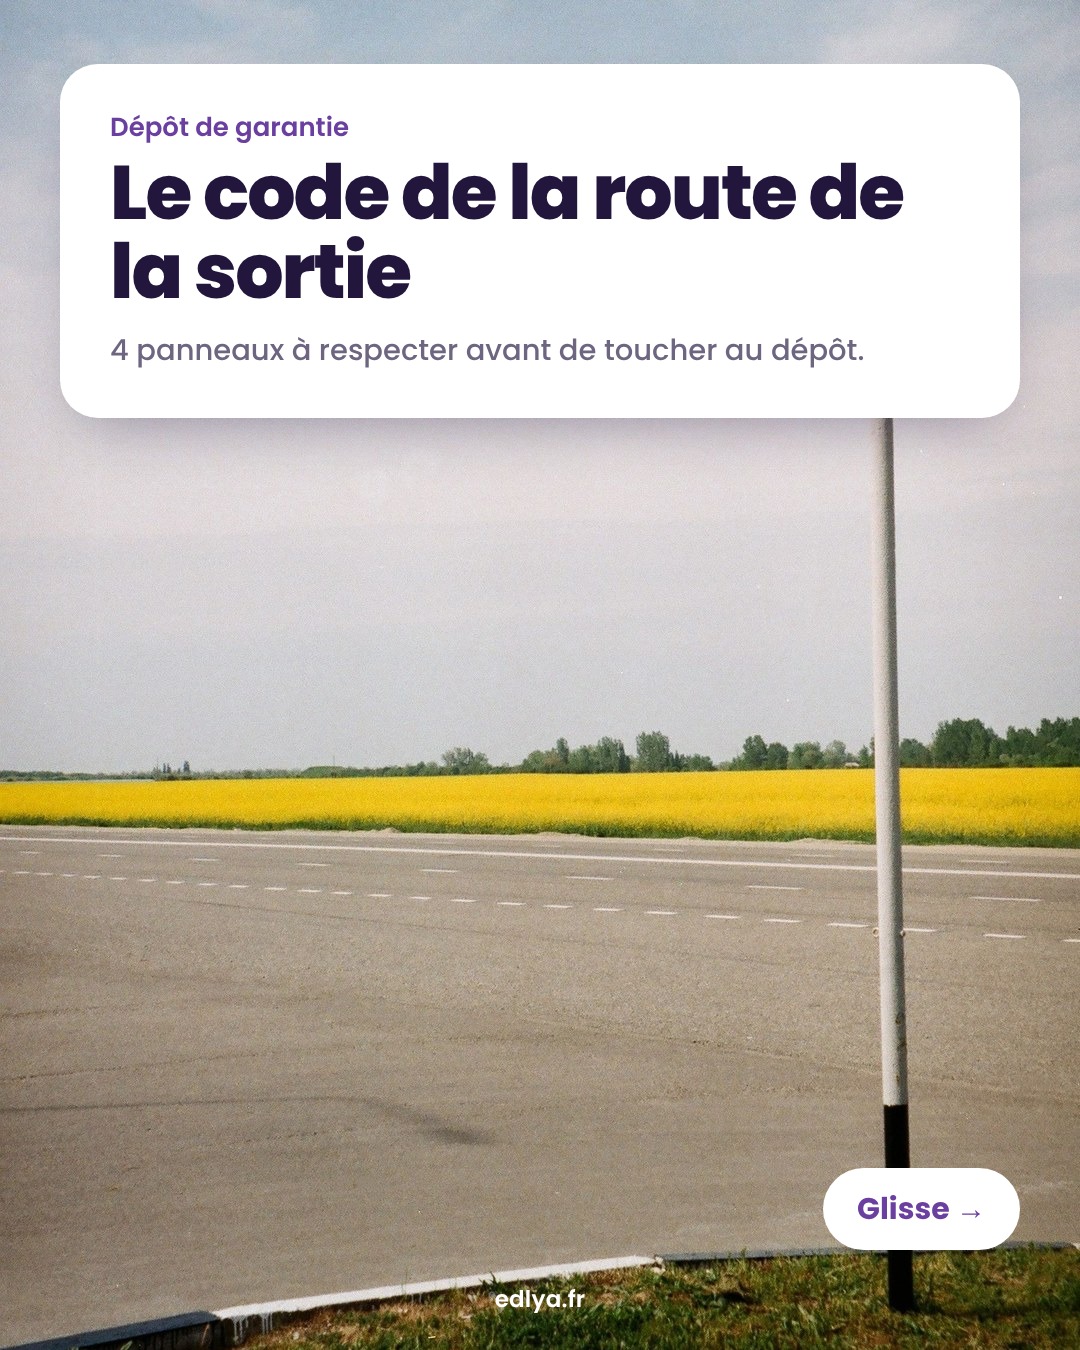 Dépôt de garantie
Le code de la route de
la sortie
4 panneaux à respecter avant de toucher au dépôt.
Glisse →
edlya.fr